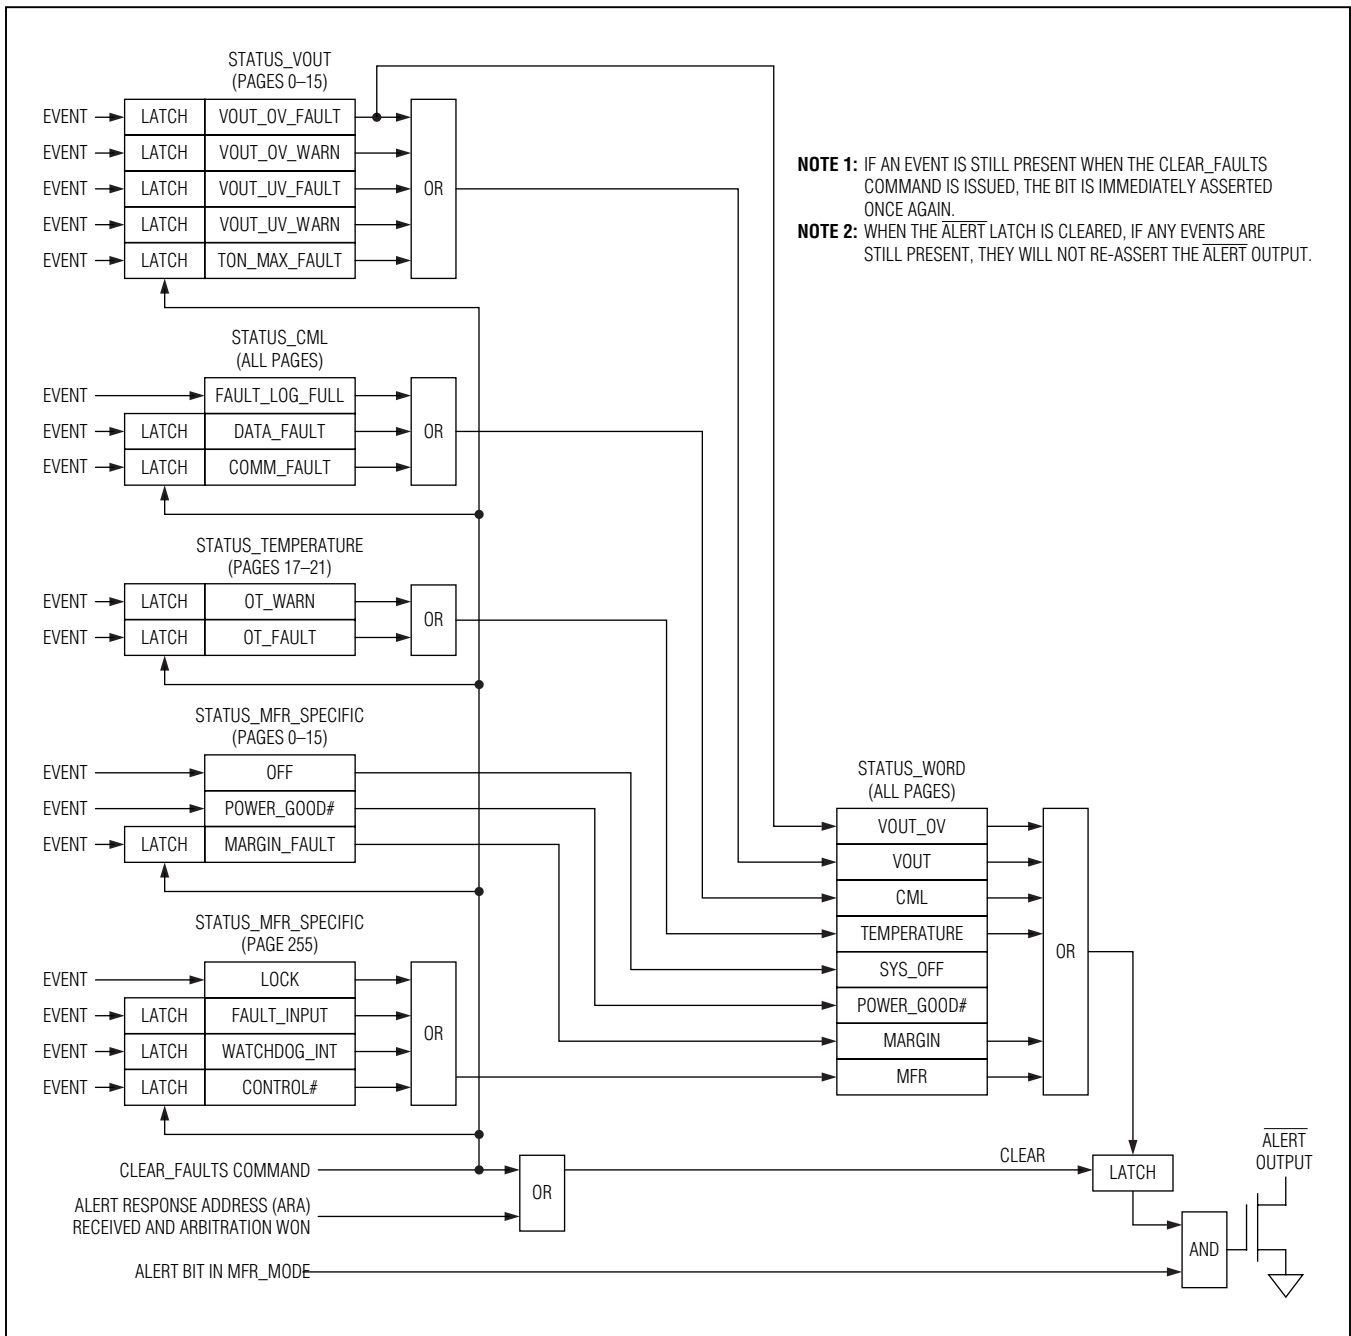 STATUS_VOUT
(PAGES 0–15)
EVENT LATCH VOUT_OV_FAULT
EVENT LATCH VOUT_OV_WARN
EVENT LATCH VOUT_UV_FAULT
EVENT LATCH VOUT_UV_WARN
EVENT LATCH TON_MAX_FAULT
OR
NOTE 1: IF AN EVENT IS STILL PRESENT WHEN THE CLEAR_FAULTS
COMMAND IS ISSUED, THE BIT IS IMMEDIATELY ASSERTED
ONCE AGAIN.
NOTE 2: WHEN THE ALERT LATCH IS CLEARED, IF ANY EVENTS ARE
STILL PRESENT, THEY WILL NOT RE-ASSERT THE ALERT OUTPUT.
STATUS_CML
(ALL PAGES)
EVENT FAULT_LOG_FULL
EVENT LATCH DATA_FAULT
EVENT LATCH COMM_FAULT
OR
STATUS_TEMPERATURE
(PAGES 17–21)
EVENT LATCH OT_WARN
EVENT LATCH OT_FAULT
OR
STATUS_MFR_SPECIFIC
(PAGES 0–15)
EVENT OFF
EVENT POWER_GOOD#
EVENT LATCH MARGIN_FAULT
STATUS_MFR_SPECIFIC
(PAGE 255)
EVENT LOCK
EVENT LATCH FAULT_INPUT
EVENT LATCH WATCHDOG_INT
EVENT LATCH CONTROL#
OR
STATUS_WORD
(ALL PAGES)
VOUT_OV
VOUT
CML
TEMPERATURE
SYS_OFF
POWER_GOOD#
MARGIN
MFR
OR
CLEAR_FAULTS COMMAND
ALERT RESPONSE ADDRESS (ARA)
RECEIVED AND ARBITRATION WON
OR
CLEAR
LATCH
ALERT
OUTPUT
AND
ALERT BIT IN MFR_MODE